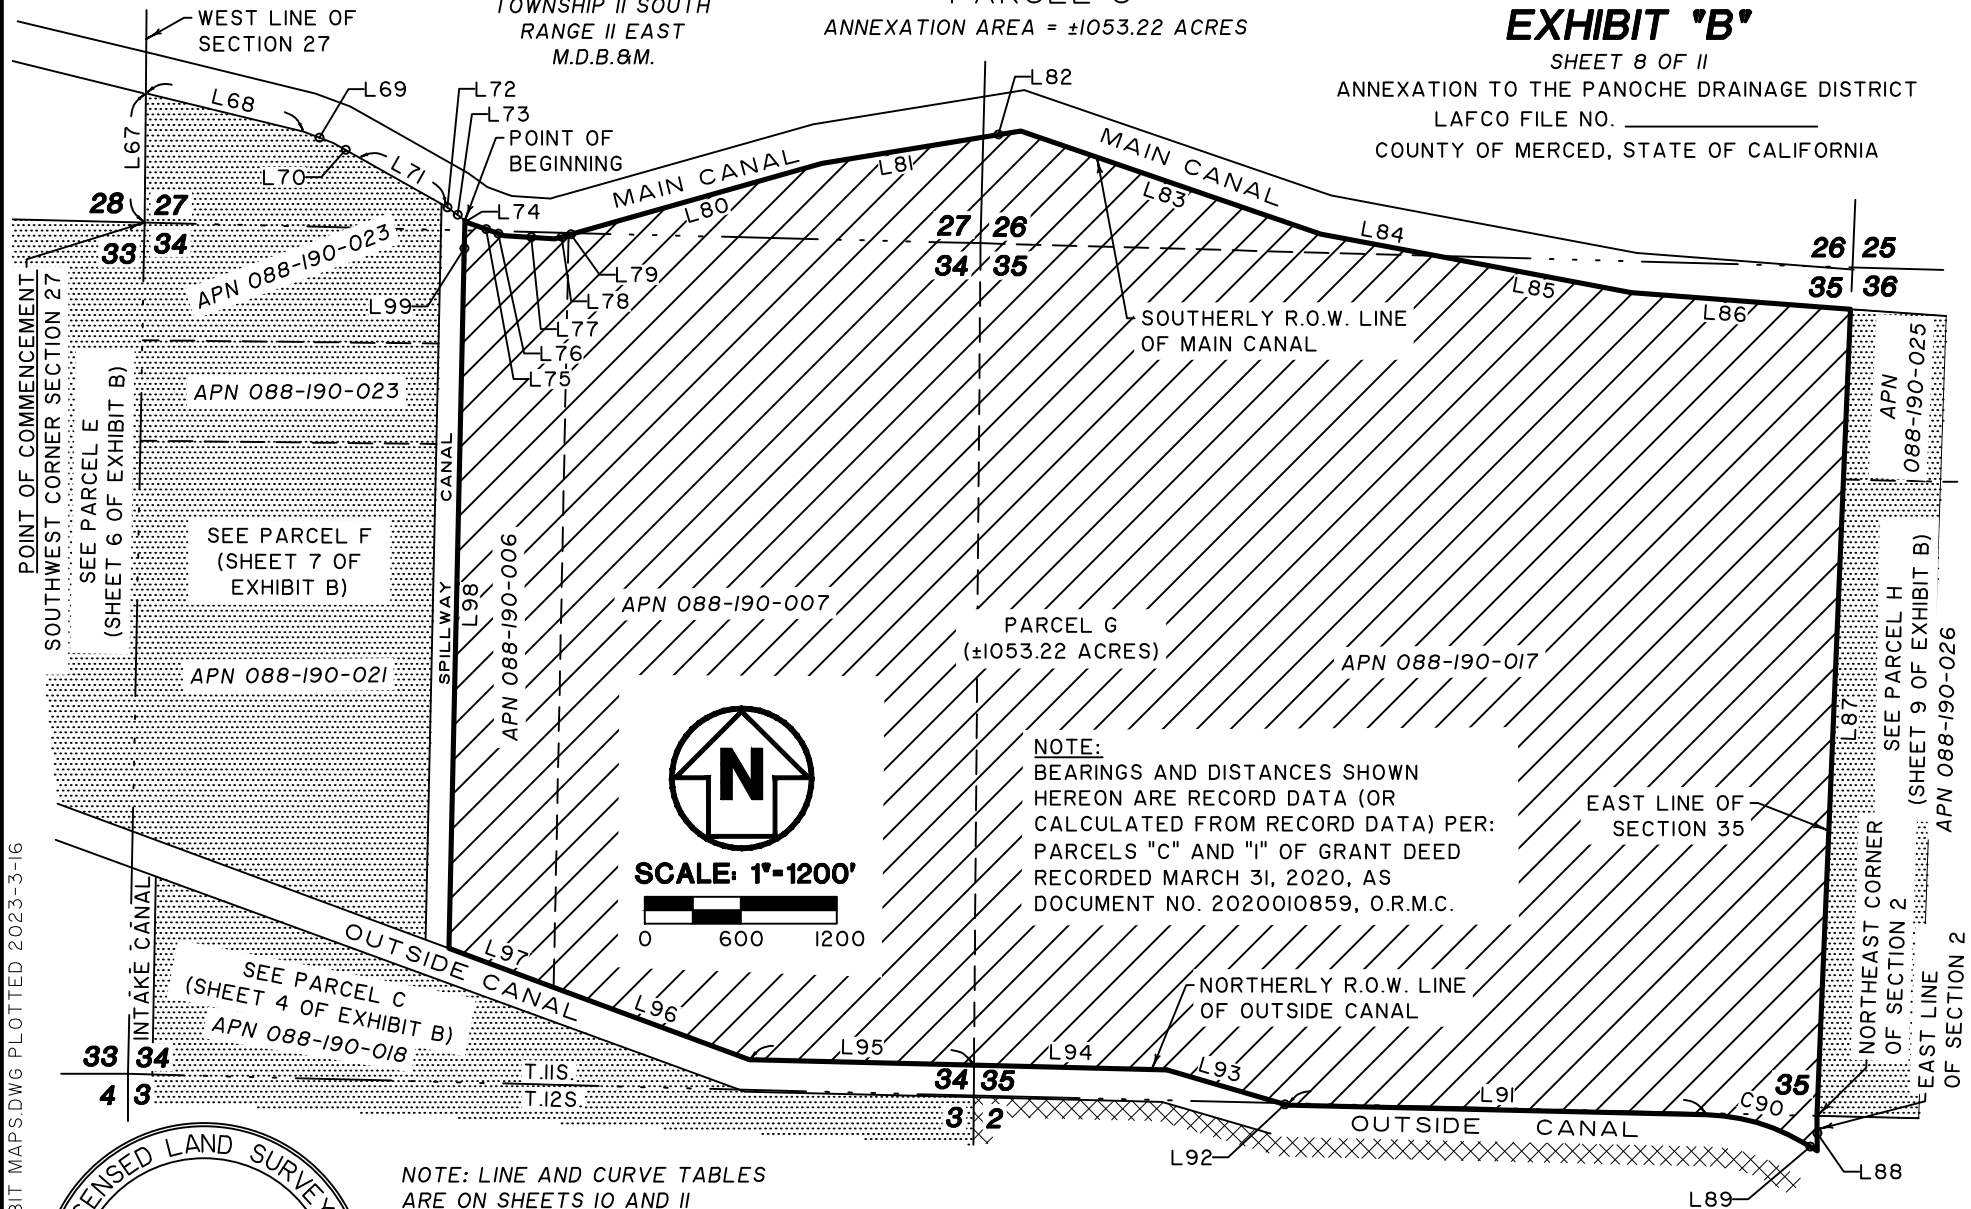 TOWNSHIP 11 SOUTH
RANGE 11 EAST
M.D.B.&M.
ANNEXATION AREA = ±1053.22 ACRES
EXHIBIT "B"
SHEET 8 OF 11
ANNEXATION TO THE PANOCHE DRAINAGE DISTRICT
LAFCO FILE NO.
COUNTY OF MERCED, STATE OF CALIFORNIA
WEST LINE OF
SECTION 27
L67
L68
L69
L70
L71
L72
L73
POINT OF
BEGINNING
L74
MAIN CANAL
L80
L81
L82
MAIN CANAL
L83
L84
L85
L86
28 27
33 34
27 26
34 35
26 25
35 36
APN 088-190-023
L99
L79
L78
L77
L76
L75
SOUTHERLY R.O.W. LINE
OF MAIN CANAL
POINT OF COMMENCEMENT
SOUTHWEST CORNER SECTION 27
SEE PARCEL E
(SHEET 6 OF EXHIBIT B)
APN 088-190-023
SEE PARCEL F
(SHEET 7 OF
EXHIBIT B)
APN 088-190-021
SPILLWAY CANAL
L98
APN 088-190-006
APN 088-190-007
PARCEL G
(±1053.22 ACRES)
APN 088-190-017
APN
088-190-025
L87
SEE PARCEL H
(SHEET 9 OF EXHIBIT B)
APN 088-190-026
EAST LINE OF
SECTION 35
N
SCALE: 1"=1200'
0 600 1200
NOTE:
BEARINGS AND DISTANCES SHOWN
HEREON ARE RECORD DATA (OR
CALCULATED FROM RECORD DATA) PER:
PARCELS "C" AND "I" OF GRANT DEED
RECORDED MARCH 31, 2020, AS
DOCUMENT NO. 2020010859, O.R.M.C.
NORTHEAST CORNER
OF SECTION 2
EAST LINE
OF SECTION 2
INTAKE CANAL
OUTSIDE CANAL
L97
L96
L95
L94
L93
NORTHERLY R.O.W. LINE
OF OUTSIDE CANAL
SEE PARCEL C
(SHEET 4 OF EXHIBIT B)
APN 088-190-018
33 34
4 3
T.11S.
T.12S.
34 35
3 2
L91
C90
35
OUTSIDE CANAL
L92
L88
L89
NOTE: LINE AND CURVE TABLES
ARE ON SHEETS 10 AND 11
MAPS.DWG PLOTTED 2023-3-16
LAND